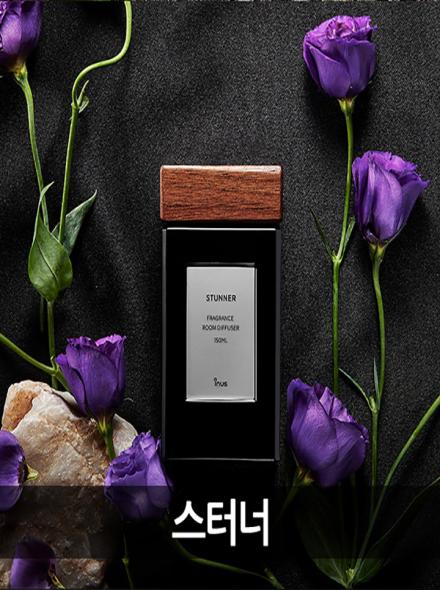 STUNNER
FRAGRANCE
ROOM DIFFUSER
150ML
inus
스터너